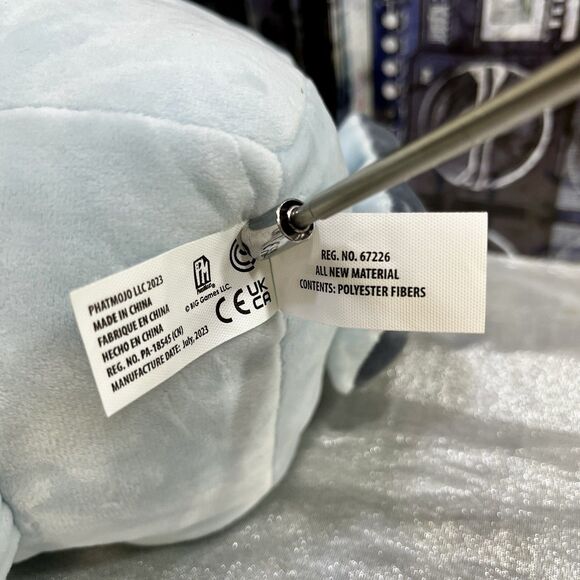 PHATMOJO LLC 2023
MADE IN CHINA
FABRIQUE EN CHINA
HECHO EN CHINA
REG. NO. PA-18545 (CN)
MANUFACTURE DATE: July, 2023
© BIG Games LLC.
CE UK CA
REG. NO. 67226
ALL NEW MATERIAL
CONTENTS: POLYESTER FIBERS